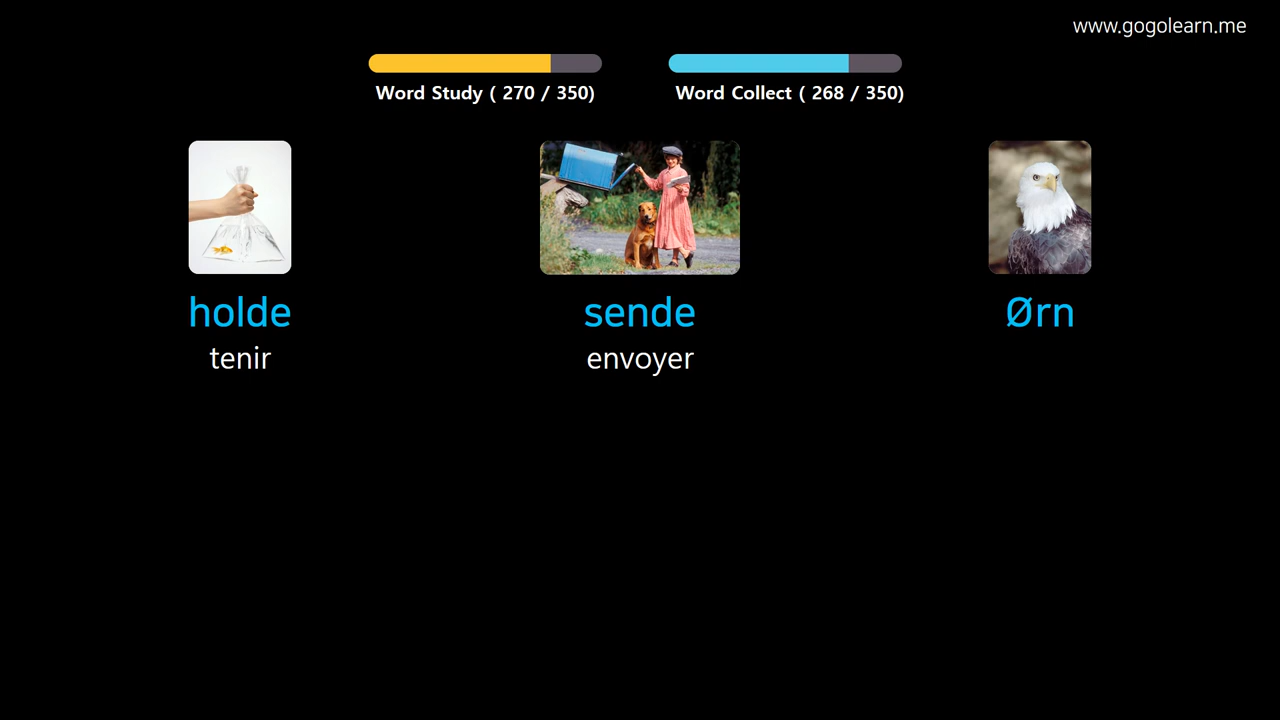 www.gogolearn.me
Word Study ( 270 / 350)
Word Collect ( 268 / 350)
holde
tenir
sende
envoyer
Ørn